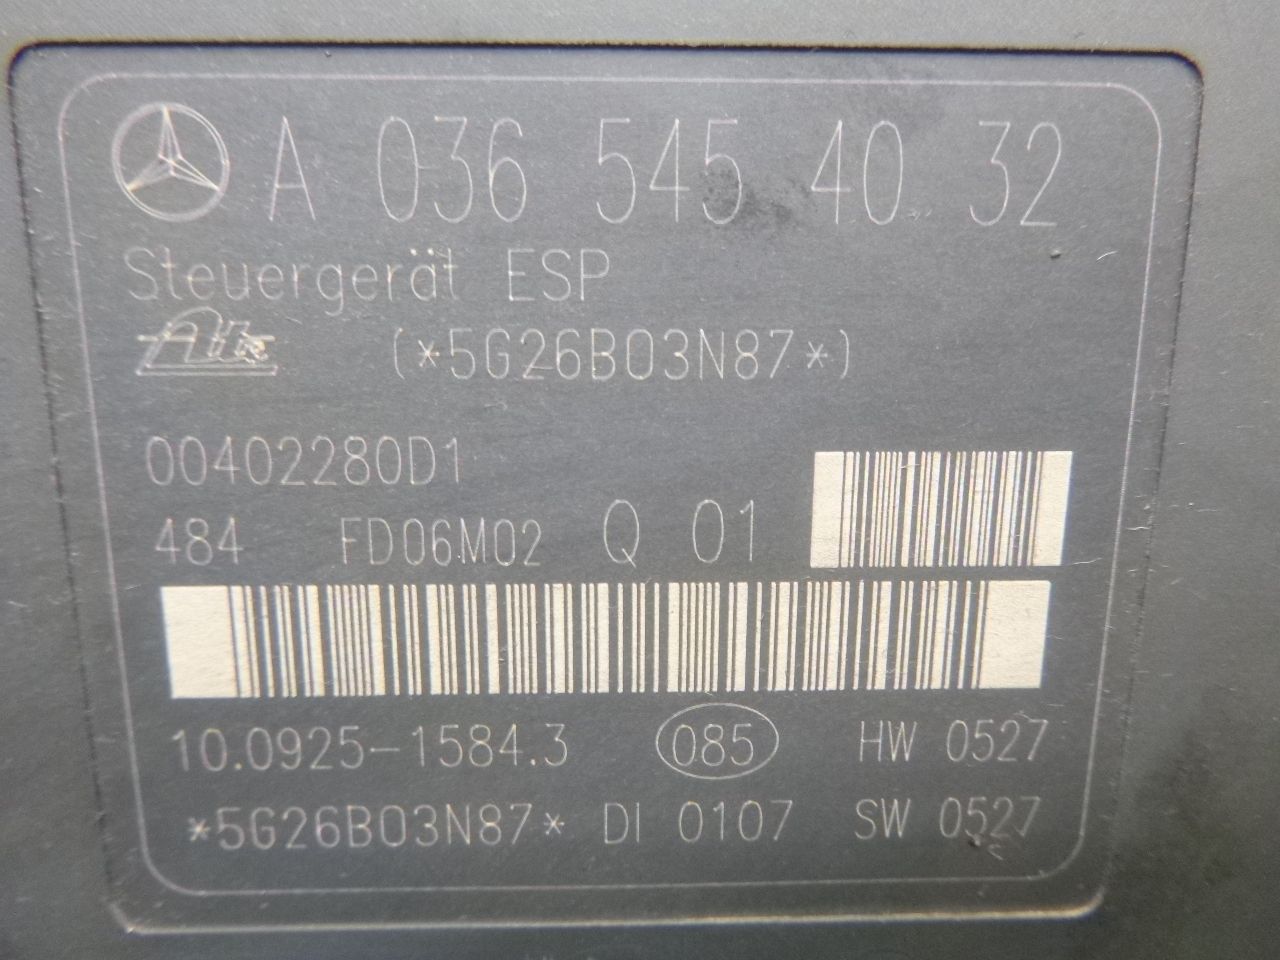 A 036 545 40 32
Steuergerät ESP
Ate (*5G26B03N87*)
00402280D1
484 FD06M02 Q 01
10.0925-1584.3 085 HW 0527
*5G26B03N87* DI 0107 SW 0527